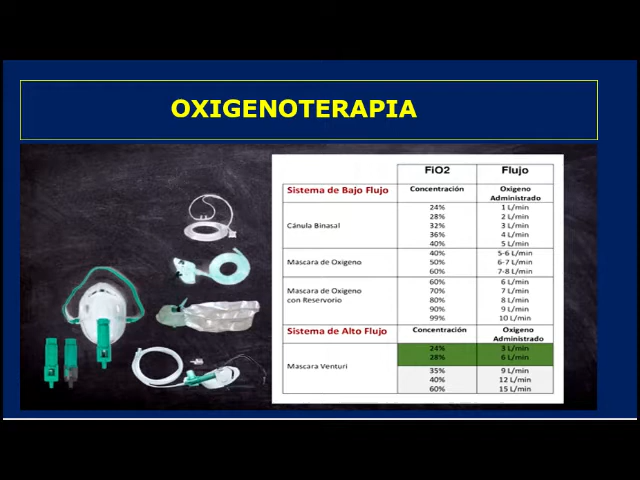 OXIGENOTERAPIA
FiO2 Flujo
Sistema de Bajo Flujo Concentración Oxigeno Administrado
Cánula Binasal
24% 1 L/min
28% 2 L/min
32% 3 L/min
36% 4 L/min
40% 5 L/min
Mascara de Oxigeno
40% 5-6 L/min
50% 6-7 L/min
60% 7-8 L/min
Mascara de Oxigeno
con Reservorio
60% 6 L/min
70% 7 L/min
80% 8 L/min
90% 9 L/min
99% 10 L/min
Sistema de Alto Flujo Concentración Oxigeno Administrado
Mascara Venturi
24% 3 L/min
28% 6 L/min
35% 9 L/min
40% 12 L/min
60% 15 L/min